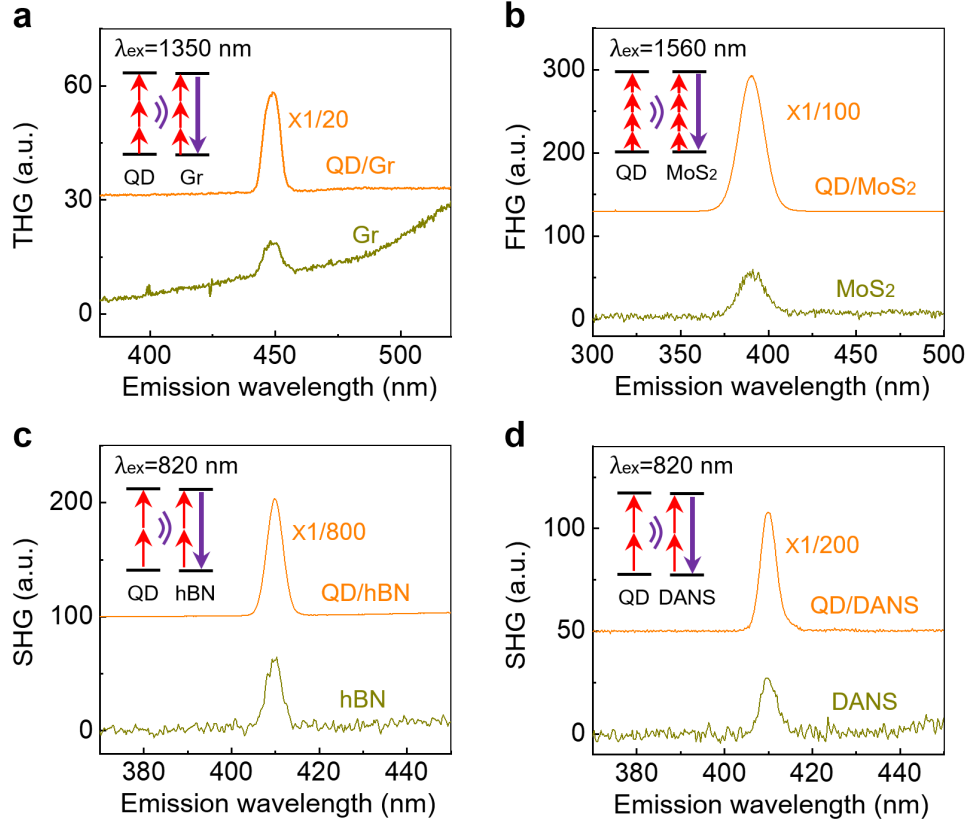 a
λex=1350 nm
60
x1/20
QD Gr
QD/Gr
30
Gr
0
THG (a.u.)
400 450 500
Emission wavelength (nm)
b
λex=1560 nm
300
x1/100
QD MoS2
QD/MoS2
200
100
MoS2
0
FHG (a.u.)
300 350 400 450 500
Emission wavelength (nm)
c
λex=820 nm
200
x1/800
QD hBN
QD/hBN
100
hBN
0
SHG (a.u.)
380 400 420 440
Emission wavelength (nm)
d
λex=820 nm
100
x1/200
QD DANS
QD/DANS
50
DANS
0
SHG (a.u.)
380 400 420 440
Emission wavelength (nm)